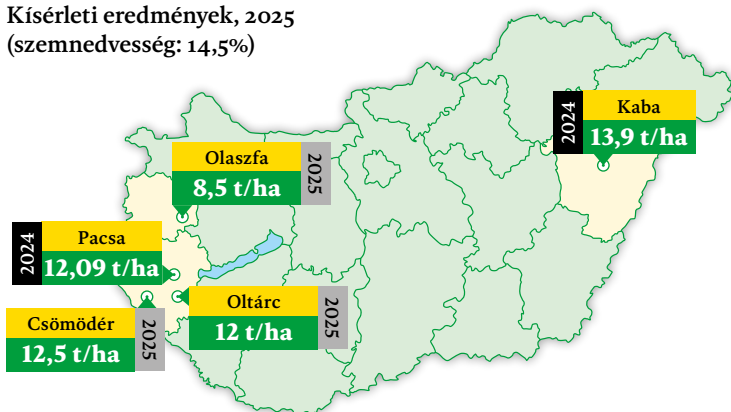 Kísérleti eredmények, 2025
(szemnedvesség: 14,5%)
2024
Kaba
13,9 t/ha
Olaszfa
8,5 t/ha
2025
2024
Pacsa
12,09 t/ha
Oltárc
12 t/ha
2025
Csömödér
12,5 t/ha
2025